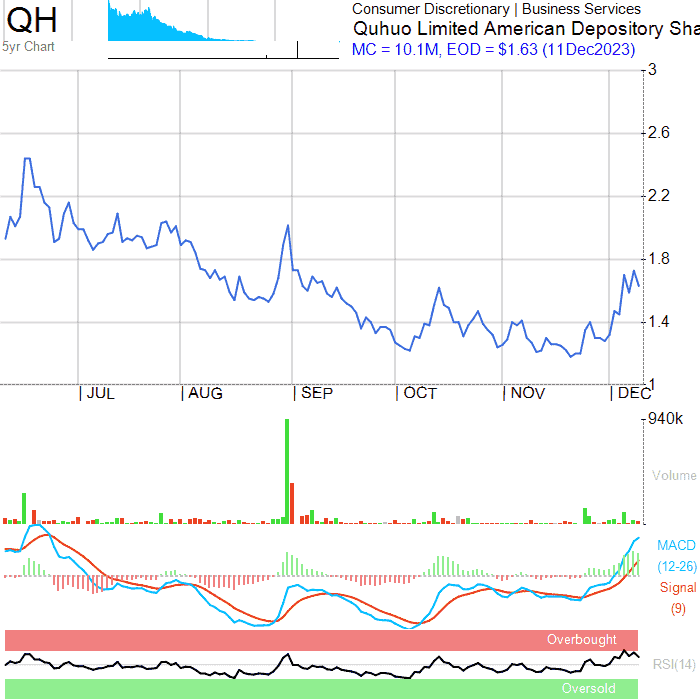 QH
5yr Chart
Consumer Discretionary | Business Services
Quhuo Limited American Depository Sha
MC = 10.1M, EOD = $1.63 (11Dec2023)
3
2.6
2.2
1.8
1.4
1
| JUL | AUG | SEP | OCT | NOV | DEC
940k
Volume
MACD
(12-26)
Signal
(9)
Overbought
RSI(14)
Oversold